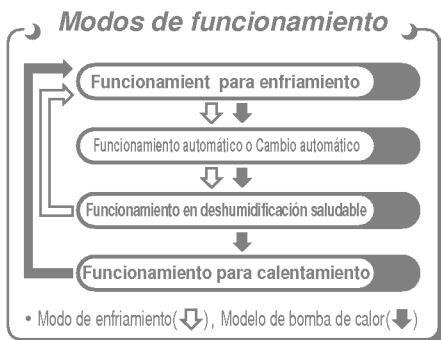 Modos de funcionamiento
Funcionamient para enfriamiento
Funcionamiento automático o Cambio automático
Funcionamiento en deshumidificación saludable
Funcionamiento para calentamiento
• Modo de enfriamiento( ), Modelo de bomba de calor( )